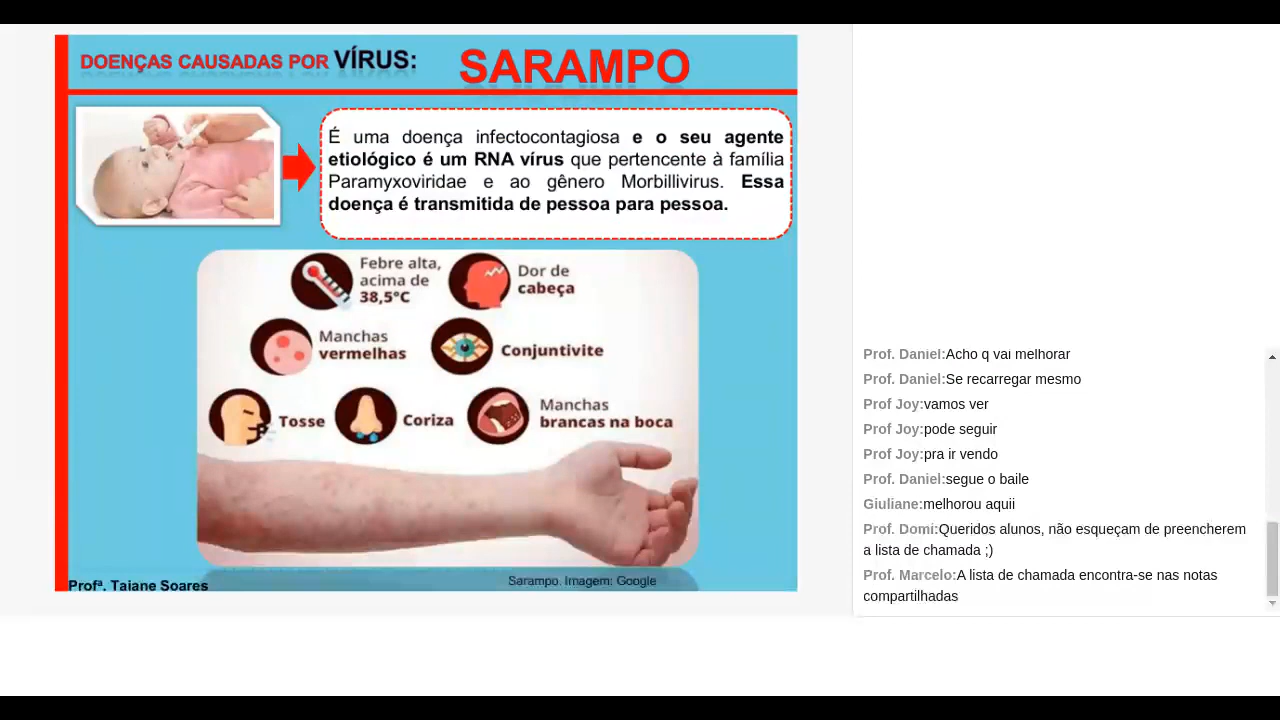 DOENÇAS CAUSADAS POR VÍRUS: SARAMPO
É uma doença infectocontagiosa e o seu agente
etiológico é um RNA vírus que pertencente à família
Paramyxoviridae e ao gênero Morbillivirus. Essa
doença é transmitida de pessoa para pessoa.
Febre alta,
acima de
38,5°C
Dor de
cabeça
Manchas
vermelhas
Conjuntivite
Tosse
Coriza
Manchas
brancas na boca
Profª. Taiane Soares
Sarampo. Imagem: Google
Prof. Daniel:Acho q vai melhorar
Prof. Daniel:Se recarregar mesmo
Prof Joy:vamos ver
Prof Joy:pode seguir
Prof Joy:pra ir vendo
Prof. Daniel:segue o baile
Giuliane:melhorou aquii
Prof. Domi:Queridos alunos, não esqueçam de preencherem
a lista de chamada ;)
Prof. Marcelo:A lista de chamada encontra-se nas notas
compartilhadas